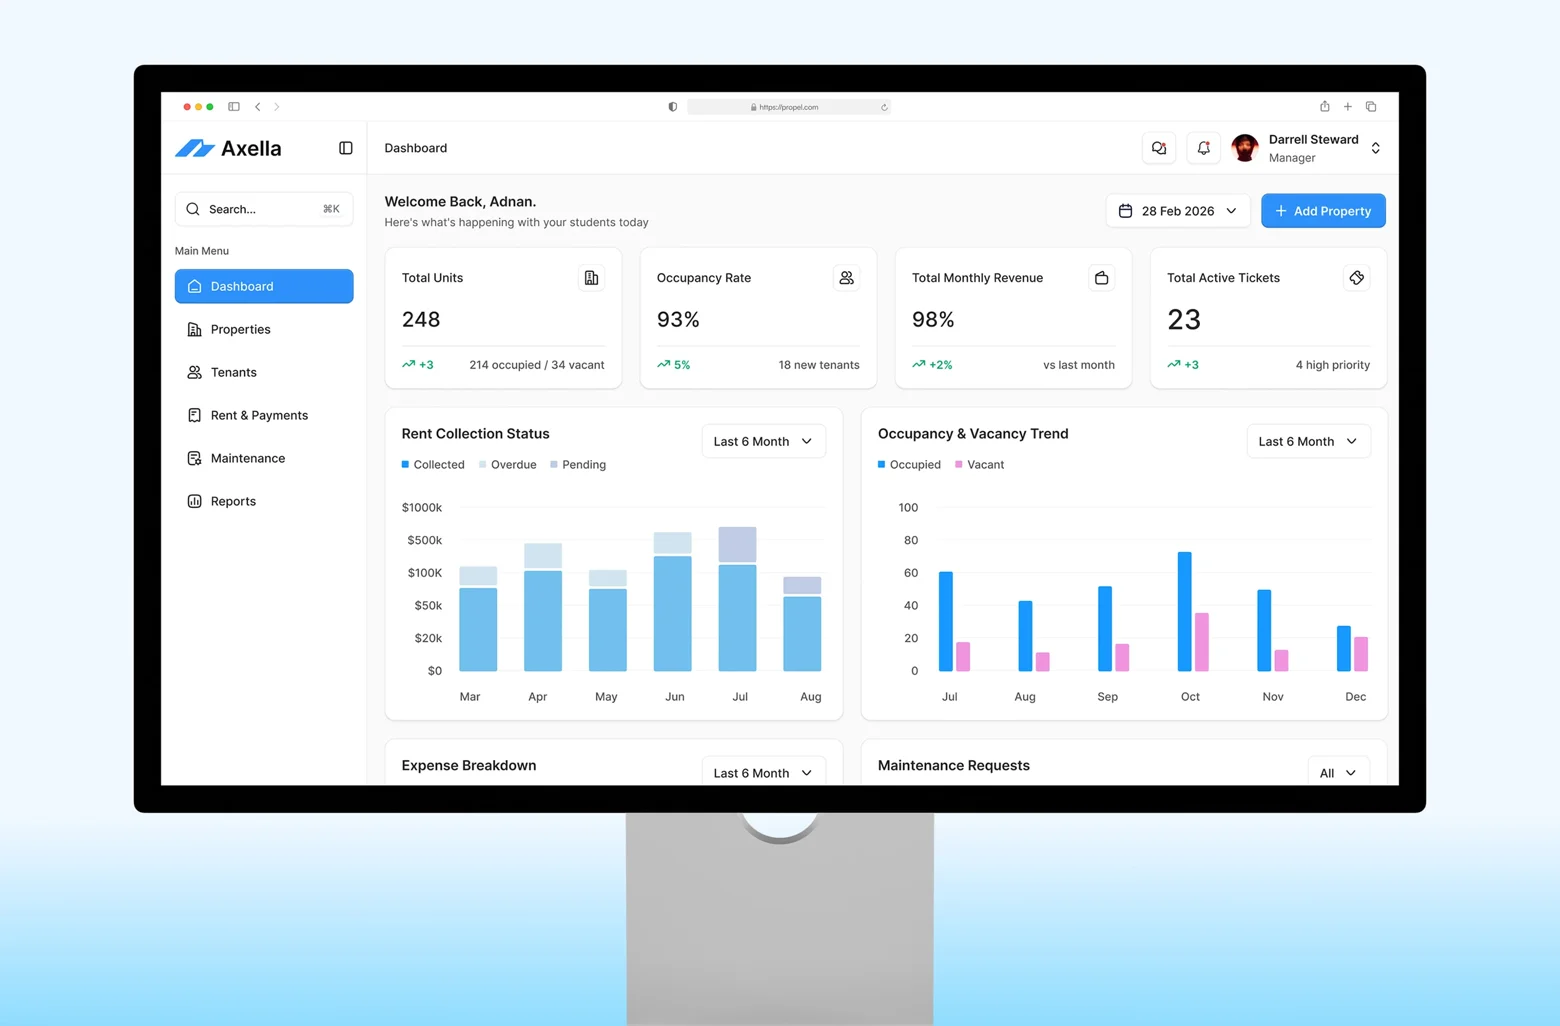 https://propel.com
Axella
Dashboard
Darrell Steward
Manager
Search...
⌘K
Main Menu
Dashboard
Properties
Tenants
Rent & Payments
Maintenance
Reports
Welcome Back, Adnan.
Here's what's happening with your students today
28 Feb 2026
Add Property
Total Units
248
+3
214 occupied / 34 vacant
Occupancy Rate
93%
5%
18 new tenants
Total Monthly Revenue
98%
+2%
vs last month
Total Active Tickets
23
+3
4 high priority
Rent Collection Status
Last 6 Month
Collected Overdue Pending
$1000k
$500k
$100K
$50k
$20k
$0
Mar Apr May Jun Jul Aug
Occupancy & Vacancy Trend
Last 6 Month
Occupied Vacant
100
80
60
40
20
0
Jul Aug Sep Oct Nov Dec
Expense Breakdown
Last 6 Month
Maintenance Requests
All